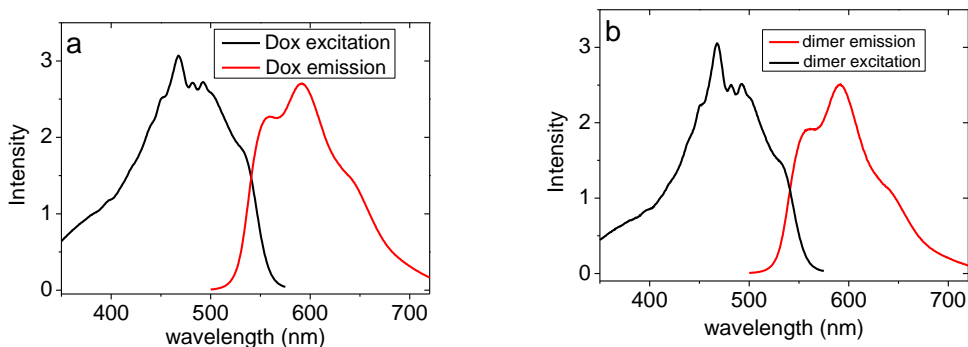 a
Dox excitation
Dox emission
Intensity
3
2
1
0
400 500 600 700
wavelength (nm)
b
dimer emission
dimer excitation
Intensity
3
2
1
0
400 500 600 700
wavelength (nm)